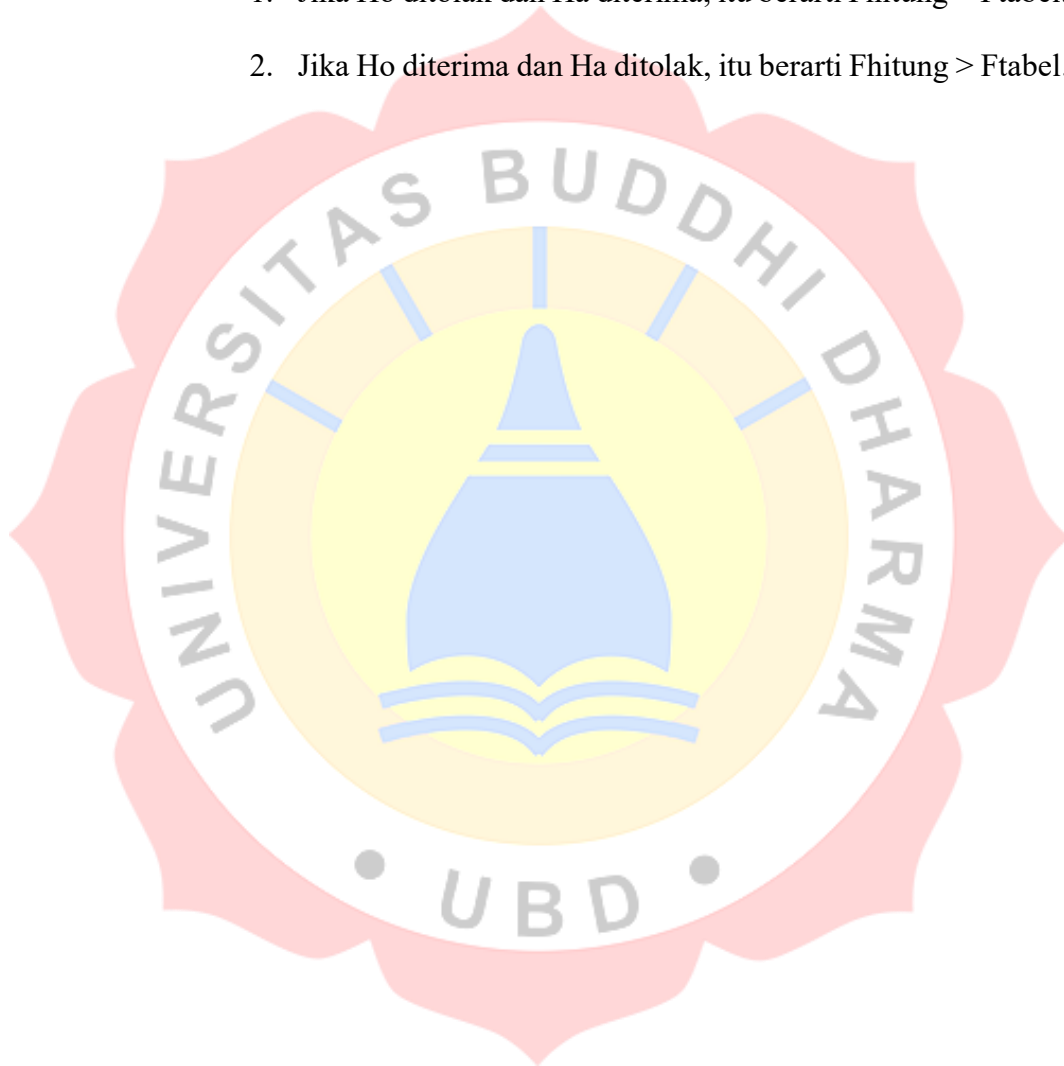 Jika Ho ditolak dan Ha diterima, itu berarti Fhitung Ftabel
2. Jika Ho diterima dan Ha ditolak, itu berarti Fhitung > Ftabel.
UNIVERSITAS BUDDHI DHARMA
• UBD •